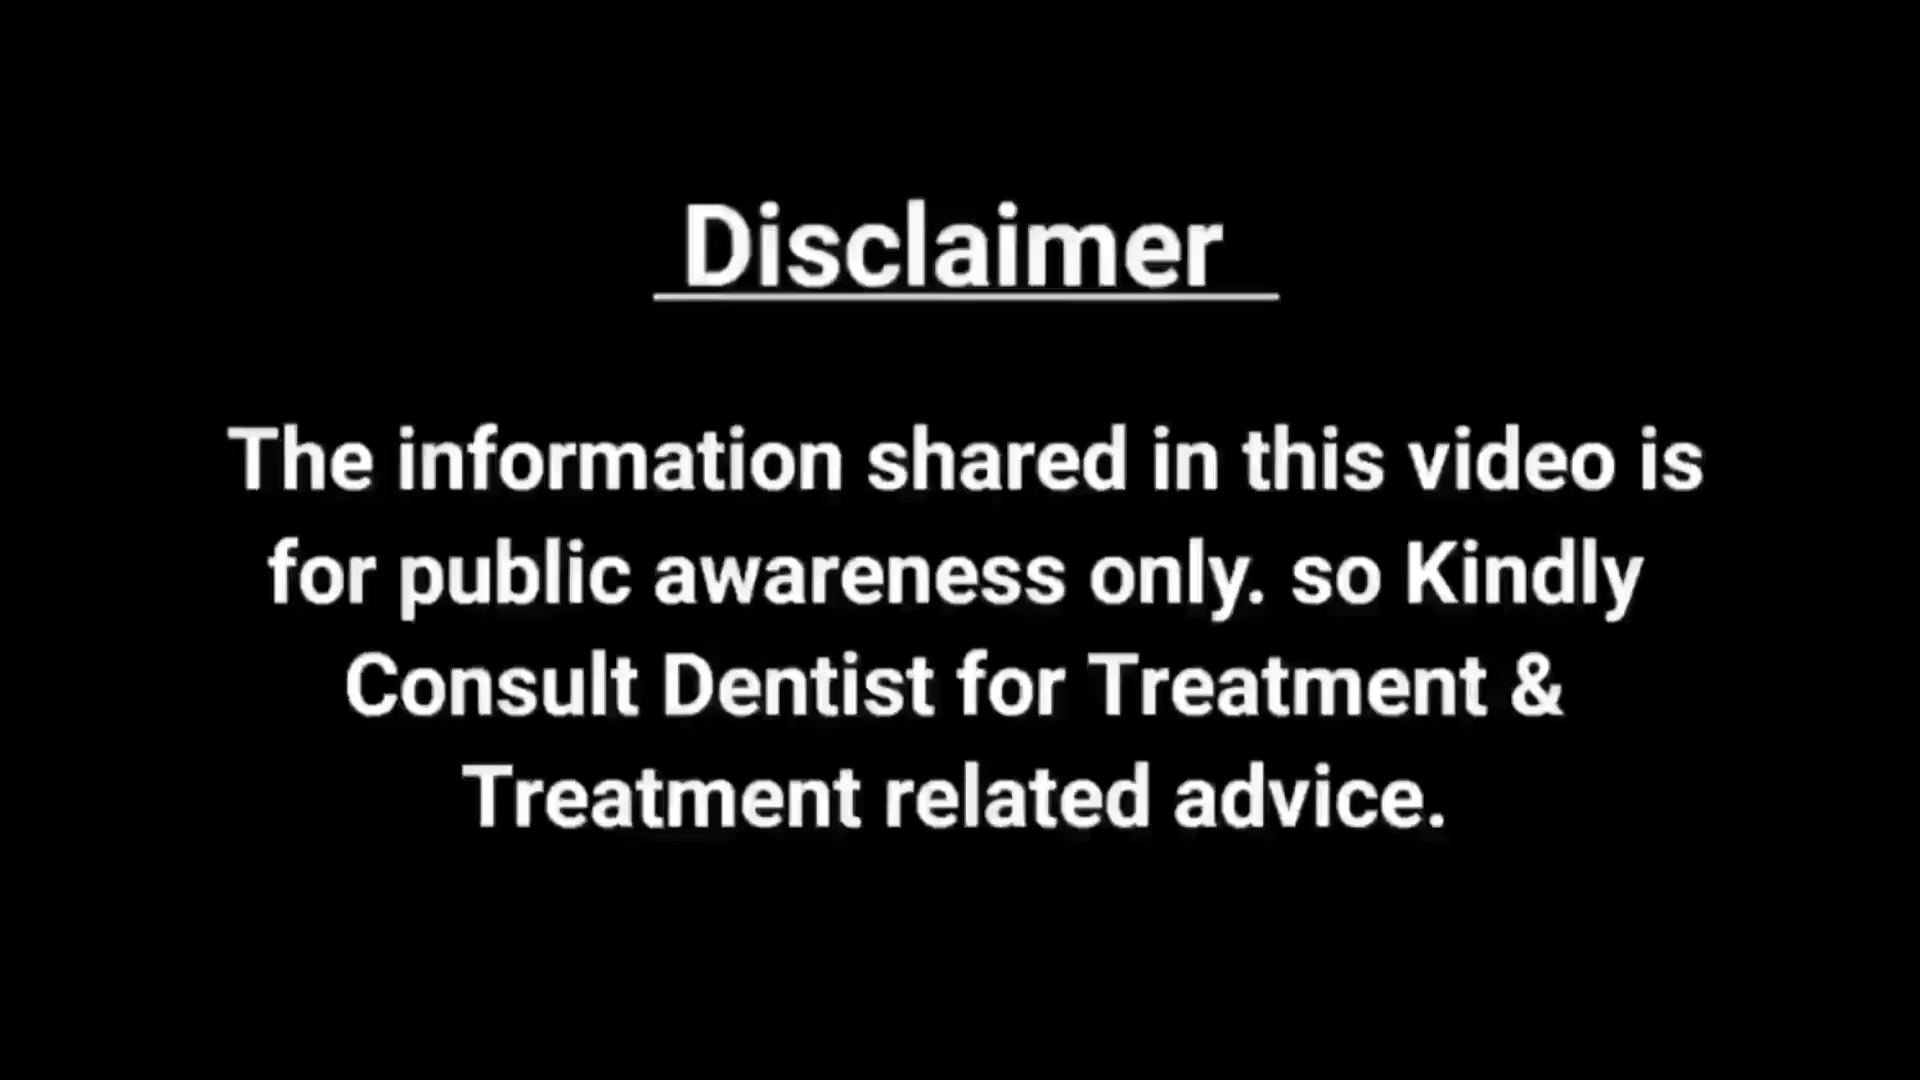 Disclaimer
The information shared in this video is
for public awareness only. so Kindly
Consult Dentist for Treatment &
Treatment related advice.